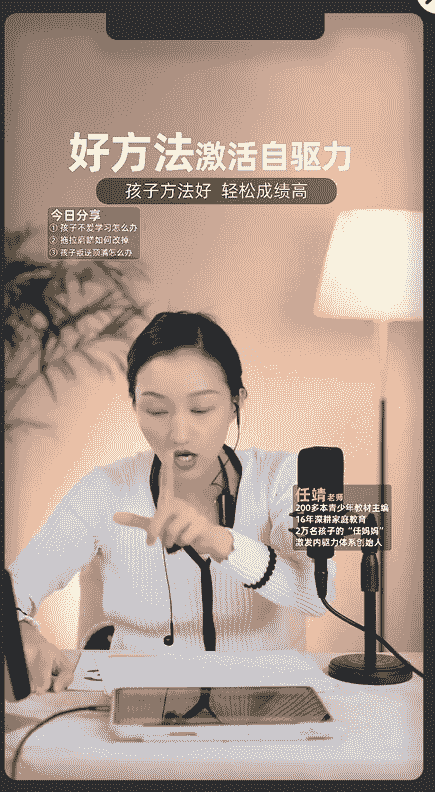 好方法激活自驱力
孩子方法好 轻松成绩高
今日分享
① 孩子不爱学习怎么办
② 拖拉磨蹭如何改掉
③ 孩子叛逆顶嘴怎么办
任靖老师
200多本青少年教材主编
16年深耕家庭教育
2万名孩子的“任妈妈”
激发内驱力体系创始人